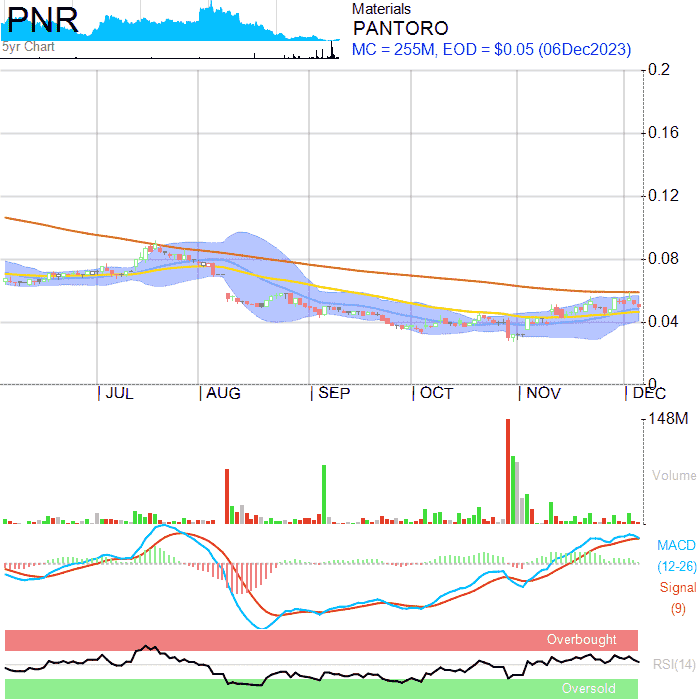 PNR
5yr Chart
Materials
PANTORO
MC = 255M, EOD = $0.05 (06Dec2023)
0.2
0.16
0.12
0.08
0.04
0
JUL AUG SEP OCT NOV DEC
148M
Volume
MACD
(12-26)
Signal
(9)
Overbought
RSI(14)
Oversold